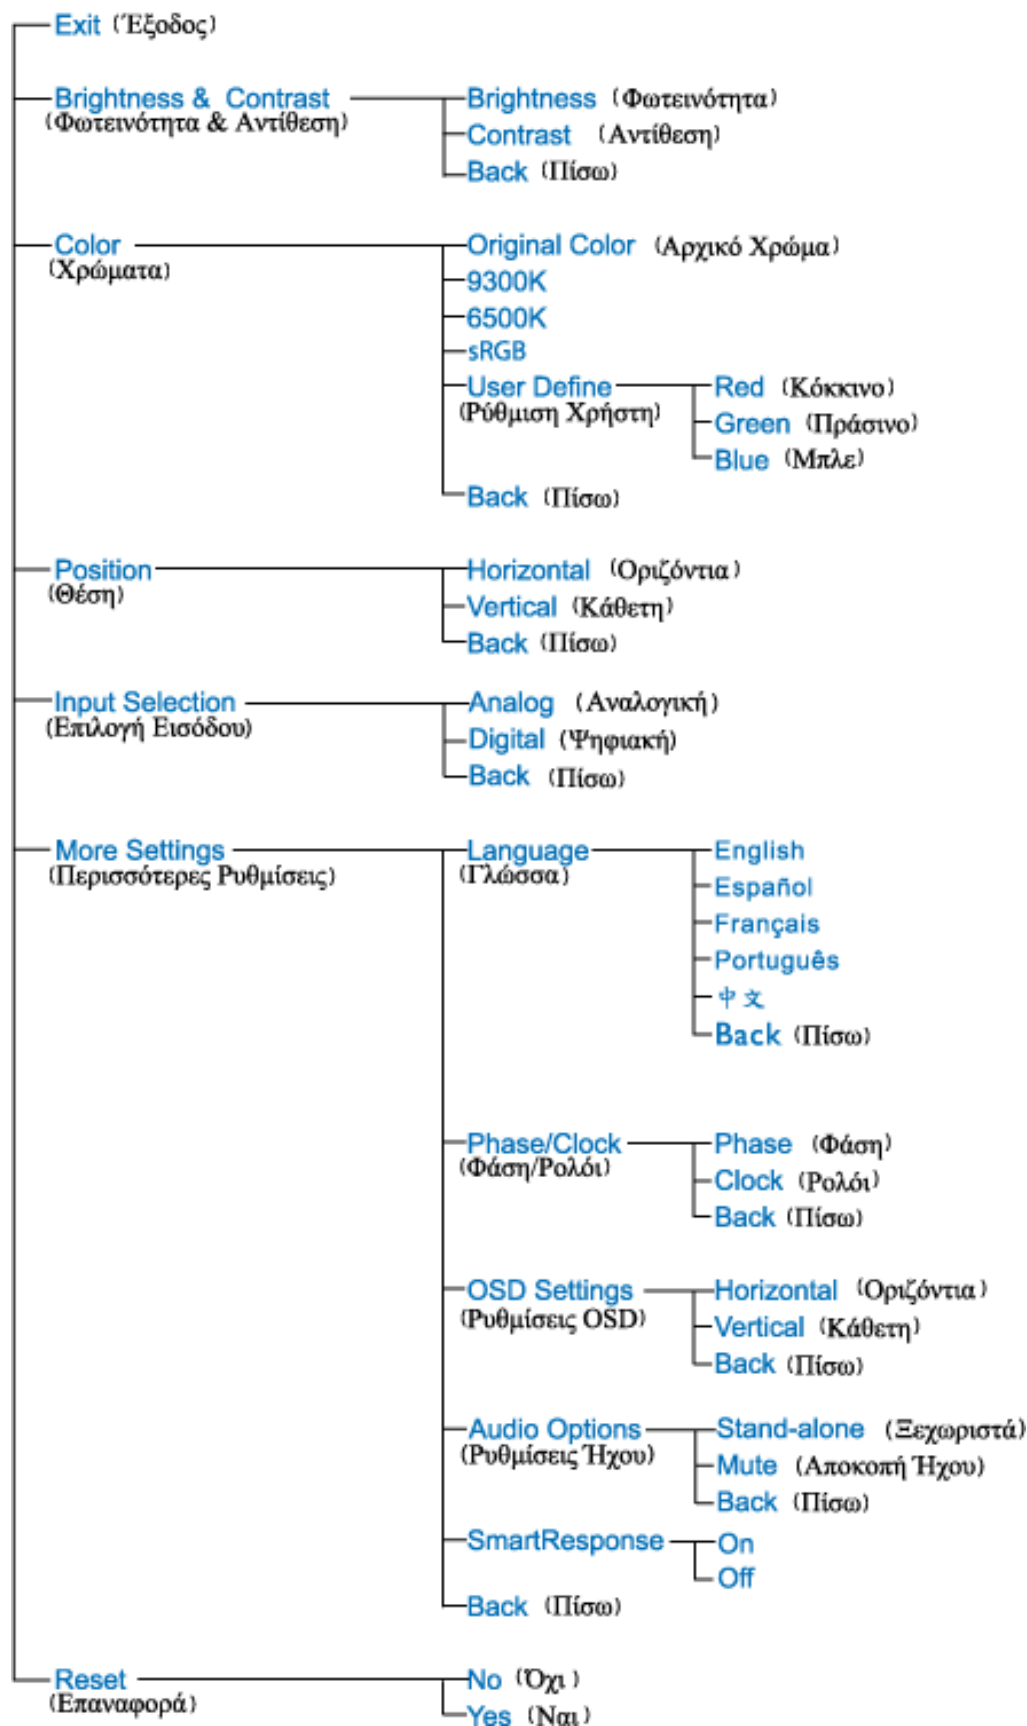 Exit (Έξοδος)
Brightness & Contrast
(Φωτεινότητα & Αντίθεση)
Brightness (Φωτεινότητα)
Contrast (Αντίθεση)
Back (Πίσω)
Color
(Χρώματα)
Original Color (Αρχικό Χρώμα)
9300K
6500K
sRGB
User Define
(Ρύθμιση Χρήστη)
Red (Κόκκινο)
Green (Πράσινο)
Blue (Μπλε)
Back (Πίσω)
Position
(Θέση)
Horizontal (Οριζόντια)
Vertical (Κάθετη)
Back (Πίσω)
Input Selection
(Επιλογή Εισόδου)
Analog (Αναλογική)
Digital (Ψηφιακή)
Back (Πίσω)
More Settings
(Περισσότερες Ρυθμίσεις)
Language
(Γλώσσα)
English
Español
Français
Português
中文
Back (Πίσω)
Phase/Clock
(Φάση/Ρολόι)
Phase (Φάση)
Clock (Ρολόι)
Back (Πίσω)
OSD Settings
(Ρυθμίσεις OSD)
Horizontal (Οριζόντια)
Vertical (Κάθετη)
Back (Πίσω)
Audio Options
(Ρυθμίσεις Ήχου)
Stand-alone (Ξεχωριστά)
Mute (Αποκοπή Ήχου)
Back (Πίσω)
SmartResponse
On
Off
Back (Πίσω)
Reset
(Επαναφορά)
No (Όχι)
Yes (Ναι)